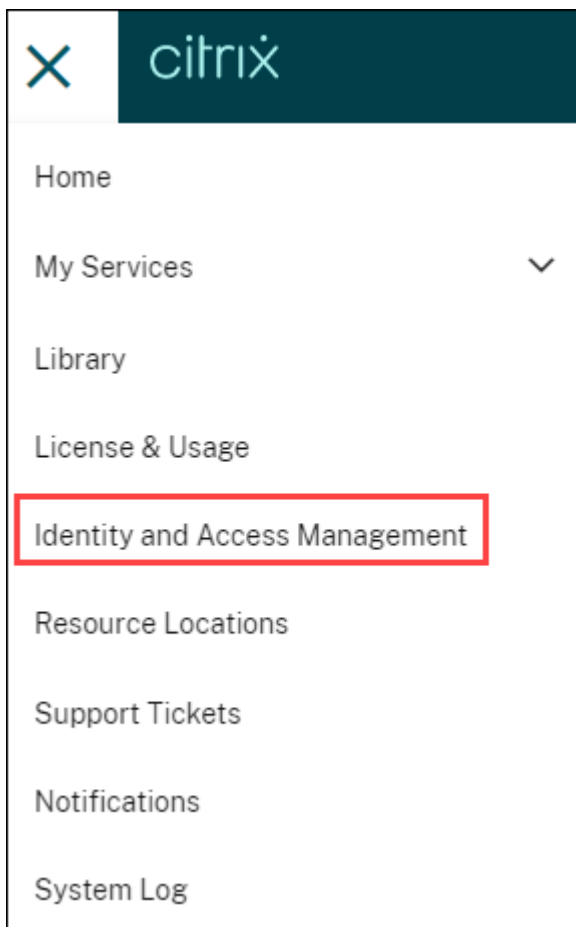 citrix
Home
My Services
Library
License & Usage
Identity and Access Management
Resource Locations
Support Tickets
Notifications
System Log